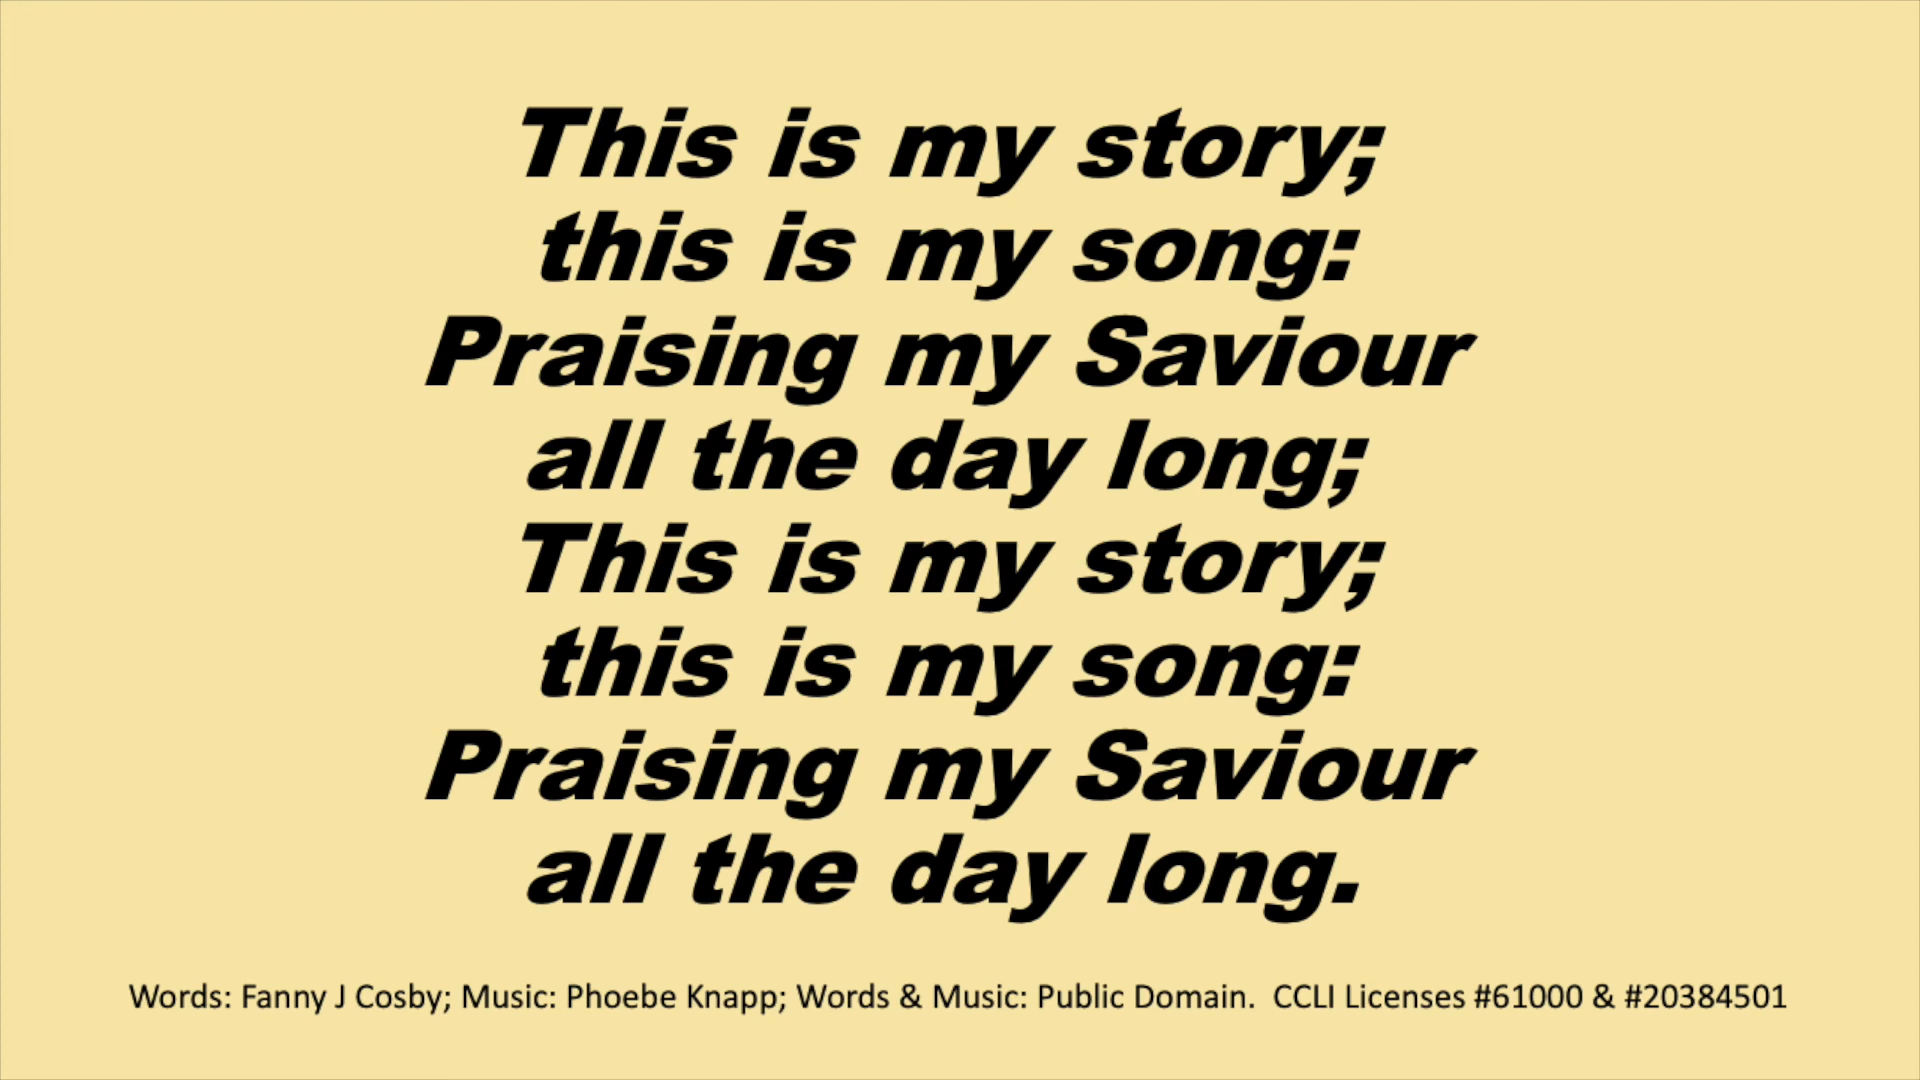 This is my story;
this is my song:
Praising my Saviour
all the day long;
This is my story;
this is my song:
Praising my Saviour
all the day long.
Words: Fanny J Cosby; Music: Phoebe Knapp; Words & Music: Public Domain.  CCLI Licenses #61000 & #20384501